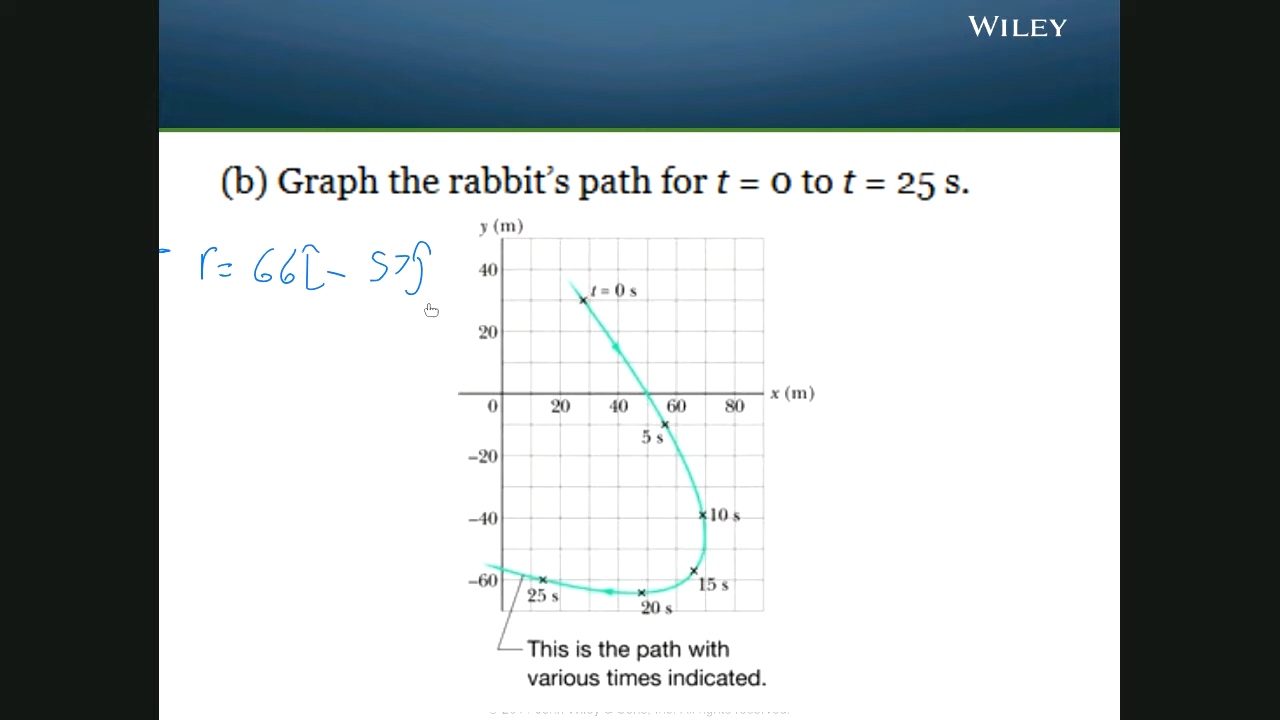 WILEY
(b) Graph the rabbit's path for t = 0 to t = 25 s.
r = 66î - 57ĵ
y (m)
40
20
0
20
40
60
80
x (m)
-20
-40
-60
t = 0 s
5 s
10 s
15 s
20 s
25 s
This is the path with
various times indicated.